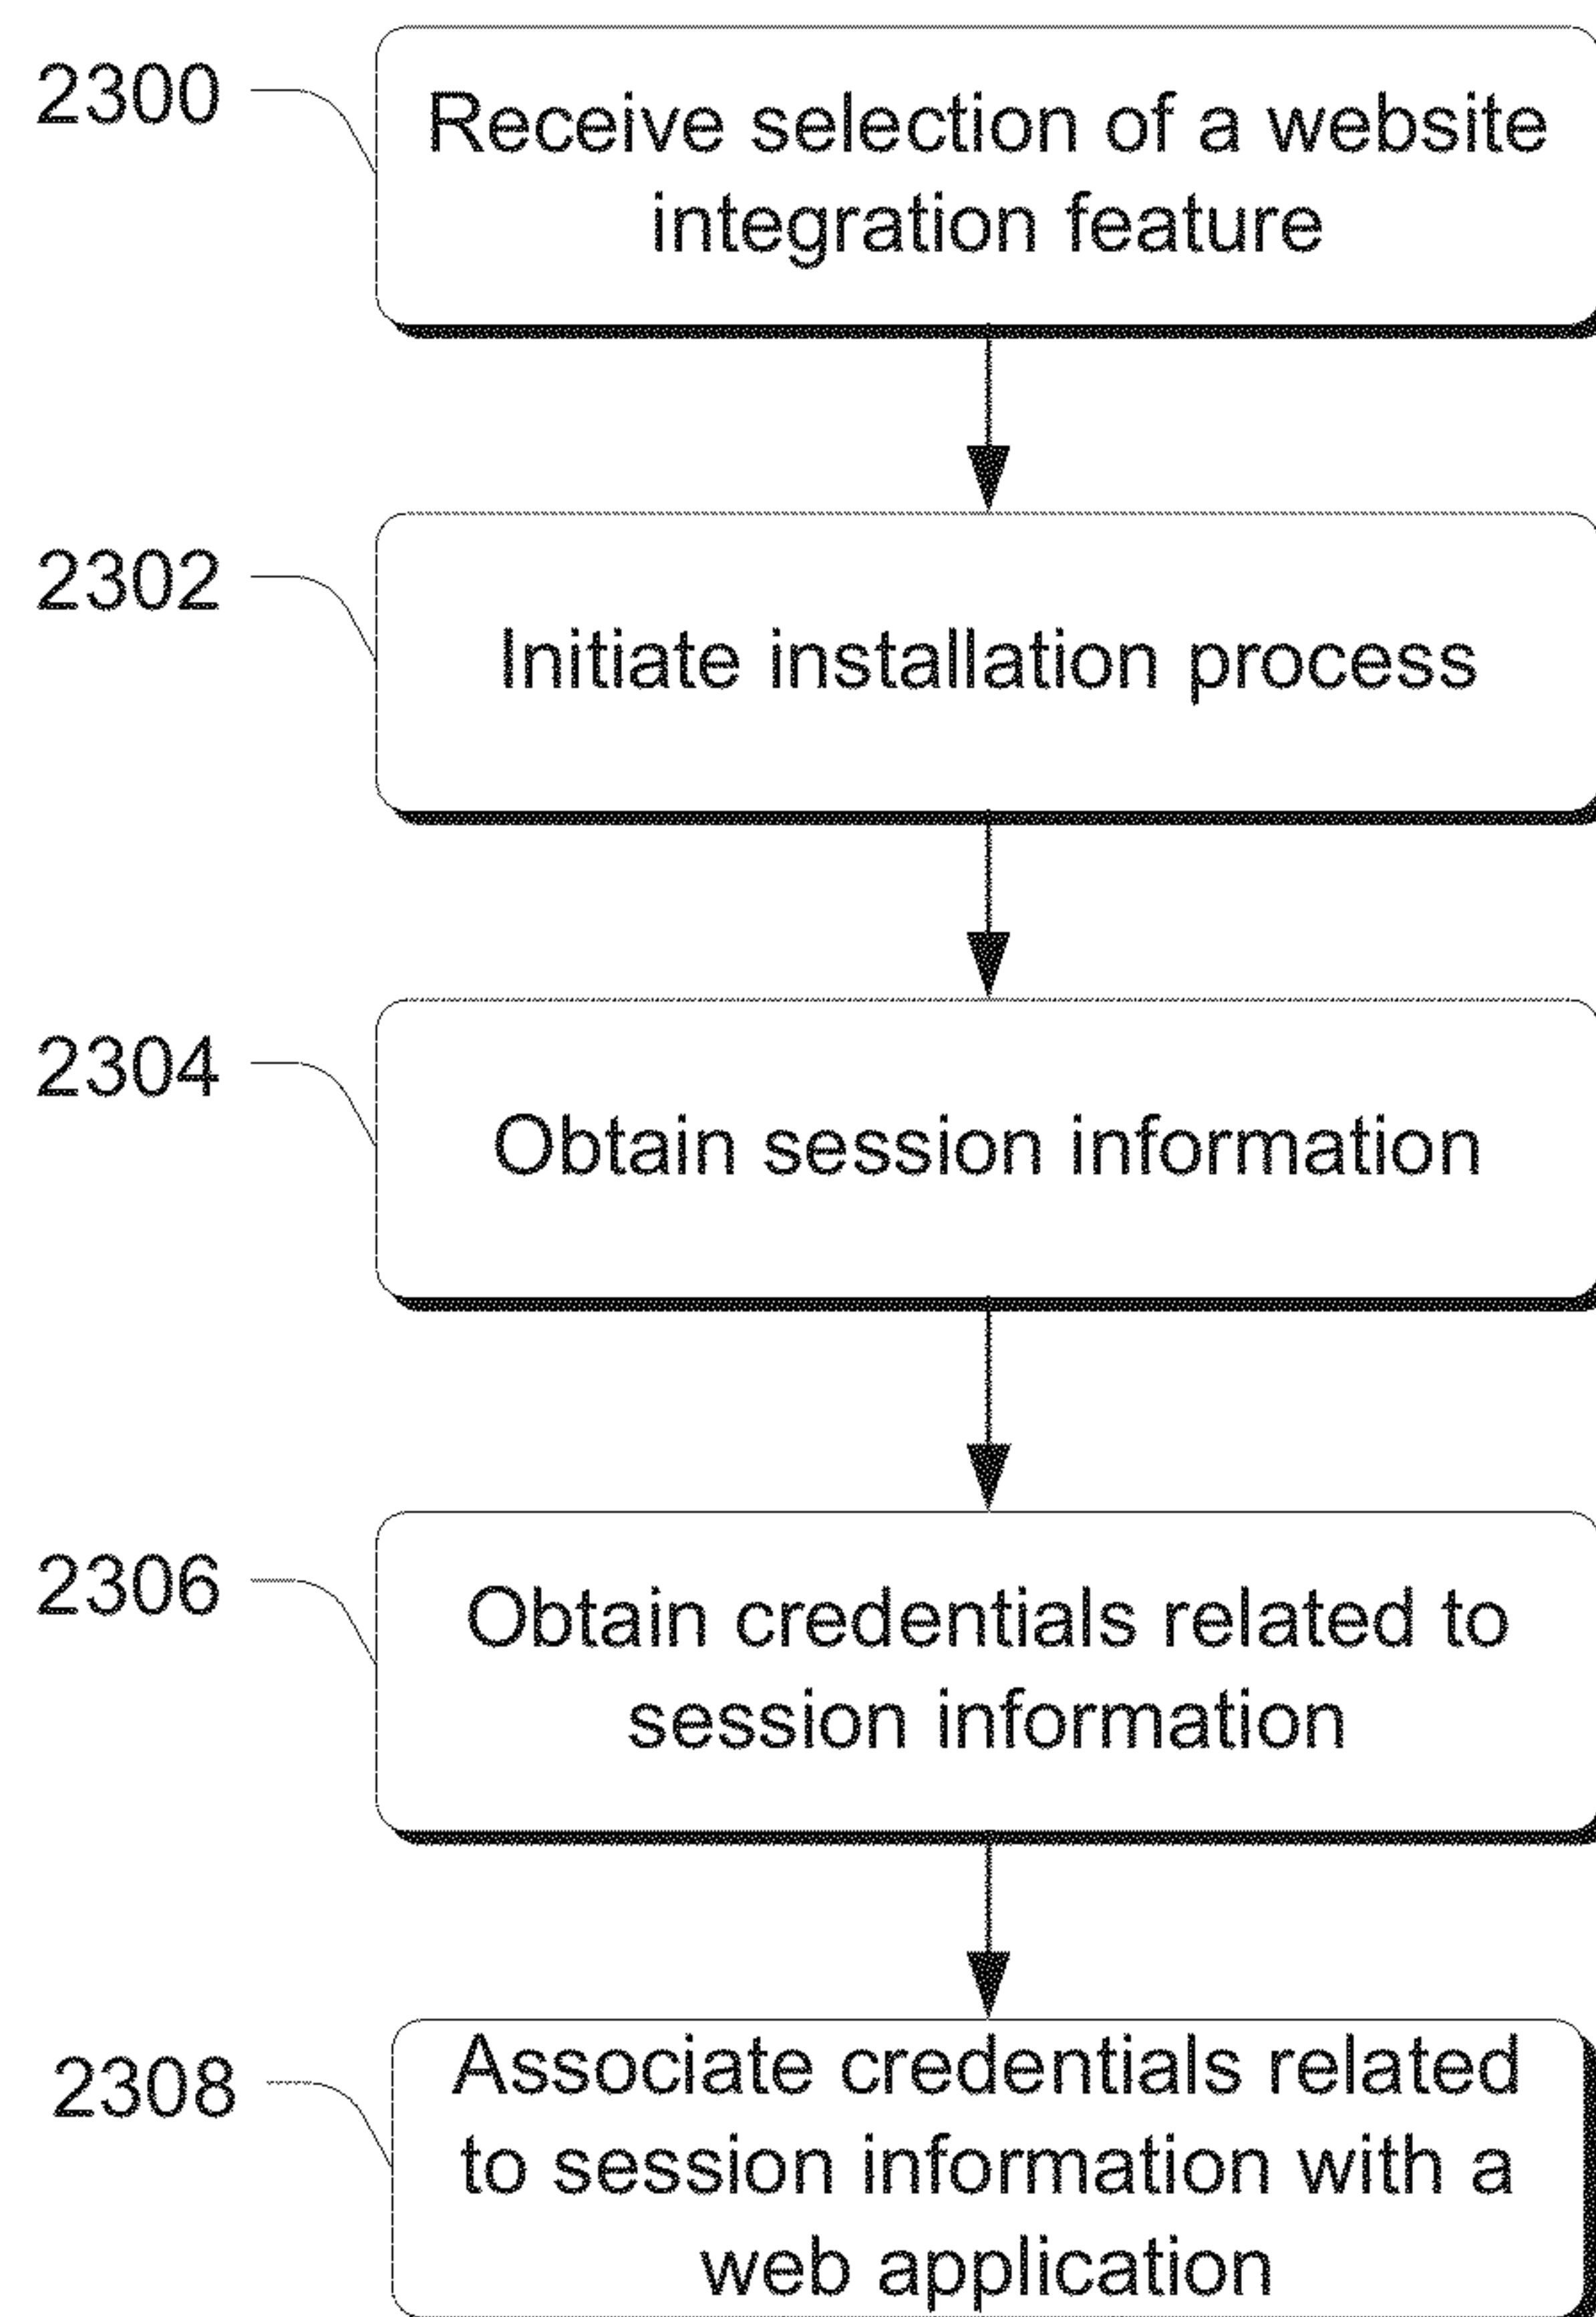 2300
Receive selection of a website
integration feature
2302
Initiate installation process
2304
Obtain session information
2306
Obtain credentials related to
session information
2308
Associate credentials related
to session information with a
web application